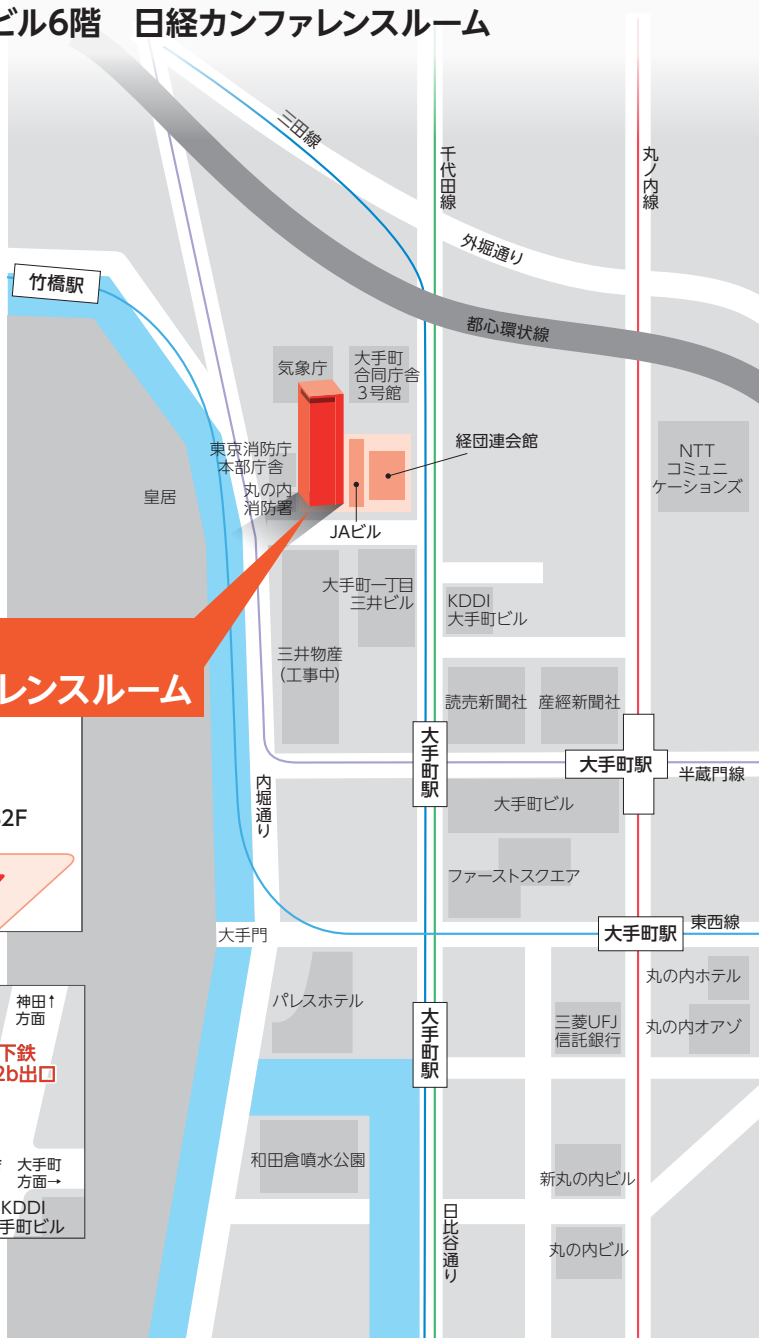 ビル6階　日経カンファレンスルーム
三田線
千代田線
丸ノ内線
外堀通り
竹橋駅
都心環状線
気象庁
大手町
合同庁舎
3号館
経団連会館
東京消防庁
本部庁舎
丸の内
消防署
NTT
コミュニ
ケーションズ
皇居
JAビル
大手町一丁目
三井ビル
KDDI
大手町ビル
三井物産
(工事中)
レンスルーム
読売新聞社
産經新聞社
大手町駅
大手町駅
半蔵門線
内堀通り
大手町ビル
2F
ファーストスクエア
大手門
大手町駅
東西線
パレスホテル
大手町駅
丸の内ホテル
三菱UFJ
信託銀行
丸の内オアゾ
神田↑
方面
下鉄
2b出口
大手町
方面→
KDDI
手町ビル
和田倉噴水公園
新丸の内ビル
日比谷通り
丸の内ビル